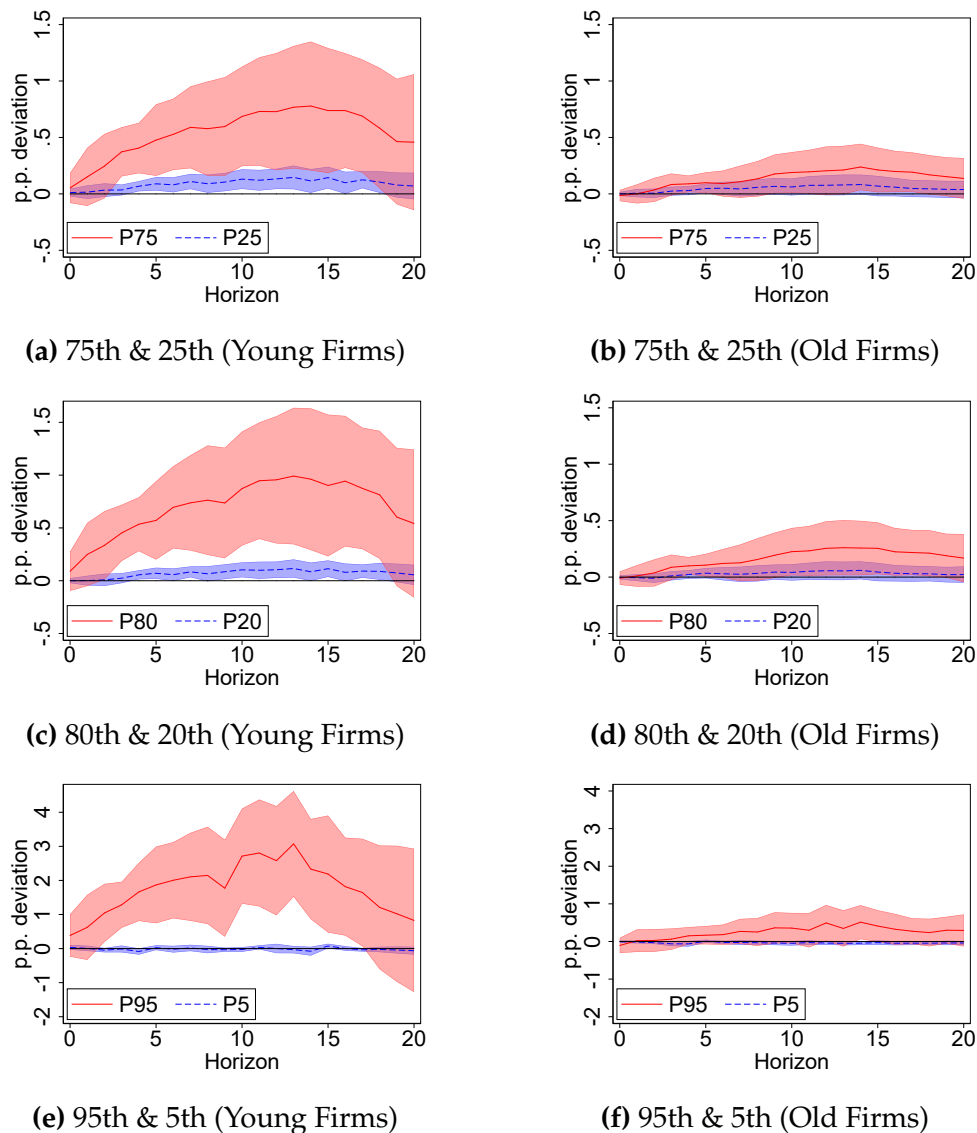 p.p. deviation
-.5 0 .5 1 1.5
P75 P25
0 5 10 15 20
Horizon
(a) 75th & 25th (Young Firms)
p.p. deviation
-.5 0 .5 1 1.5
P75 P25
0 5 10 15 20
Horizon
(b) 75th & 25th (Old Firms)
p.p. deviation
-.5 0 .5 1 1.5
P80 P20
0 5 10 15 20
Horizon
(c) 80th & 20th (Young Firms)
p.p. deviation
-.5 0 .5 1 1.5
P80 P20
0 5 10 15 20
Horizon
(d) 80th & 20th (Old Firms)
p.p. deviation
-2 -1 0 1 2 3 4
P95 P5
0 5 10 15 20
Horizon
(e) 95th & 5th (Young Firms)
p.p. deviation
-2 -1 0 1 2 3 4
P95 P5
0 5 10 15 20
Horizon
(f) 95th & 5th (Old Firms)